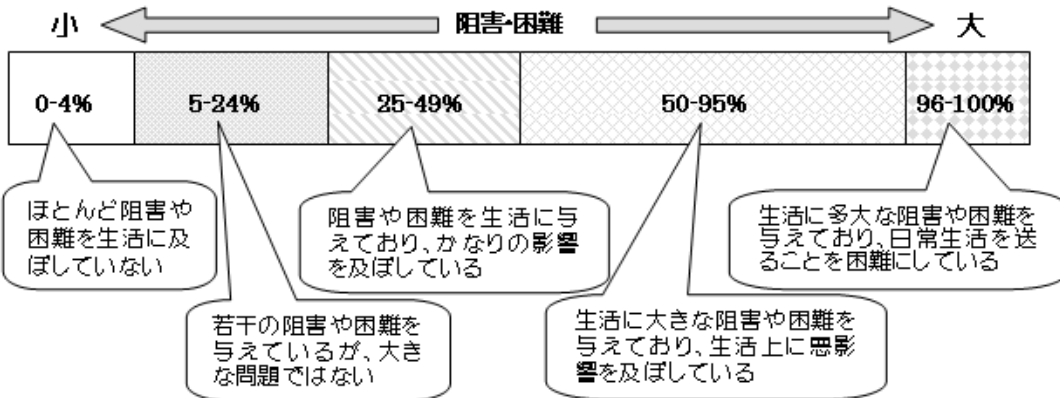 小 阻害・困難 大
0-4% 5-24% 25-49% 50-95% 96-100%
ほとんど阻害や
困難を生活に及
ぼしていない
若干の阻害や困難を
与えているが、大き
な問題ではない
阻害や困難を生活に与
えており、かなりの影響
を及ぼしている
生活に大きな阻害や困難を
与えており、生活上に悪影
響を及ぼしている
生活に多大な阻害や困難を
与えており、日常生活を送
ることを困難にしている